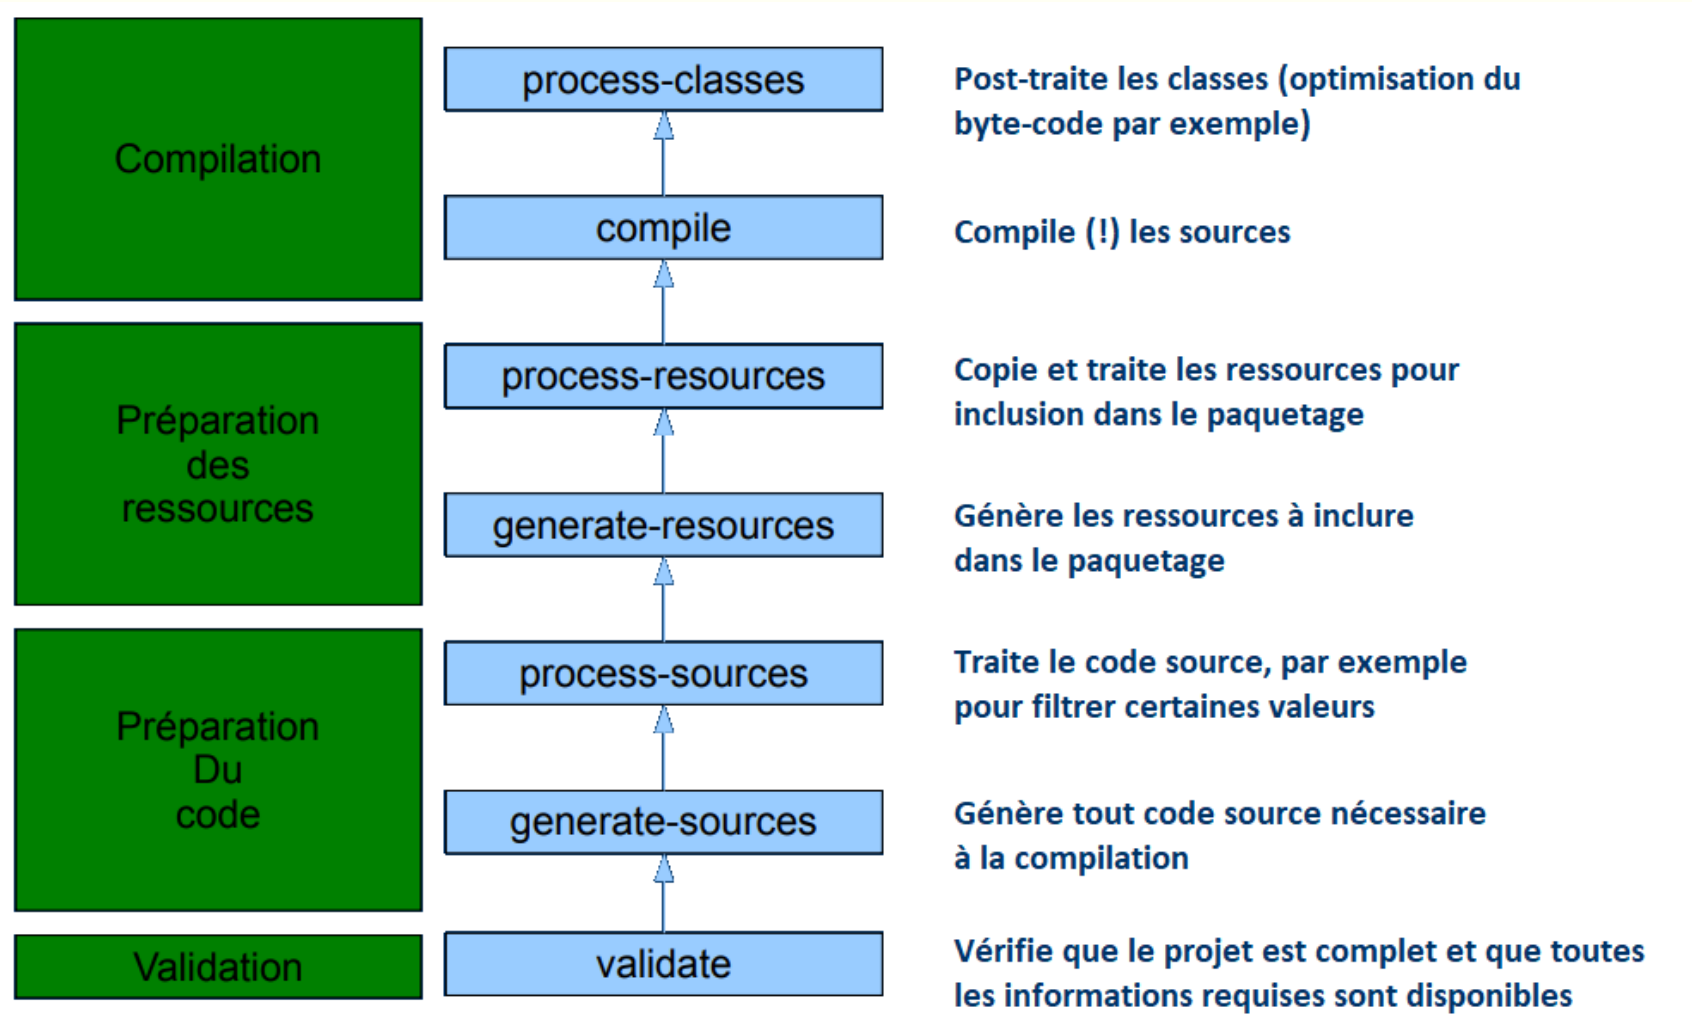 Compilation
process-classes
Post-traite les classes (optimisation du
byte-code par exemple)
compile
Compile (!) les sources
Préparation
des
ressources
process-resources
Copie et traite les ressources pour
inclusion dans le paquetage
generate-resources
Génère les ressources à inclure
dans le paquetage
Préparation
Du
code
process-sources
Traite le code source, par exemple
pour filtrer certaines valeurs
generate-sources
Génère tout code source nécessaire
à la compilation
Validation
validate
Vérifie que le projet est complet et que toutes
les informations requises sont disponibles